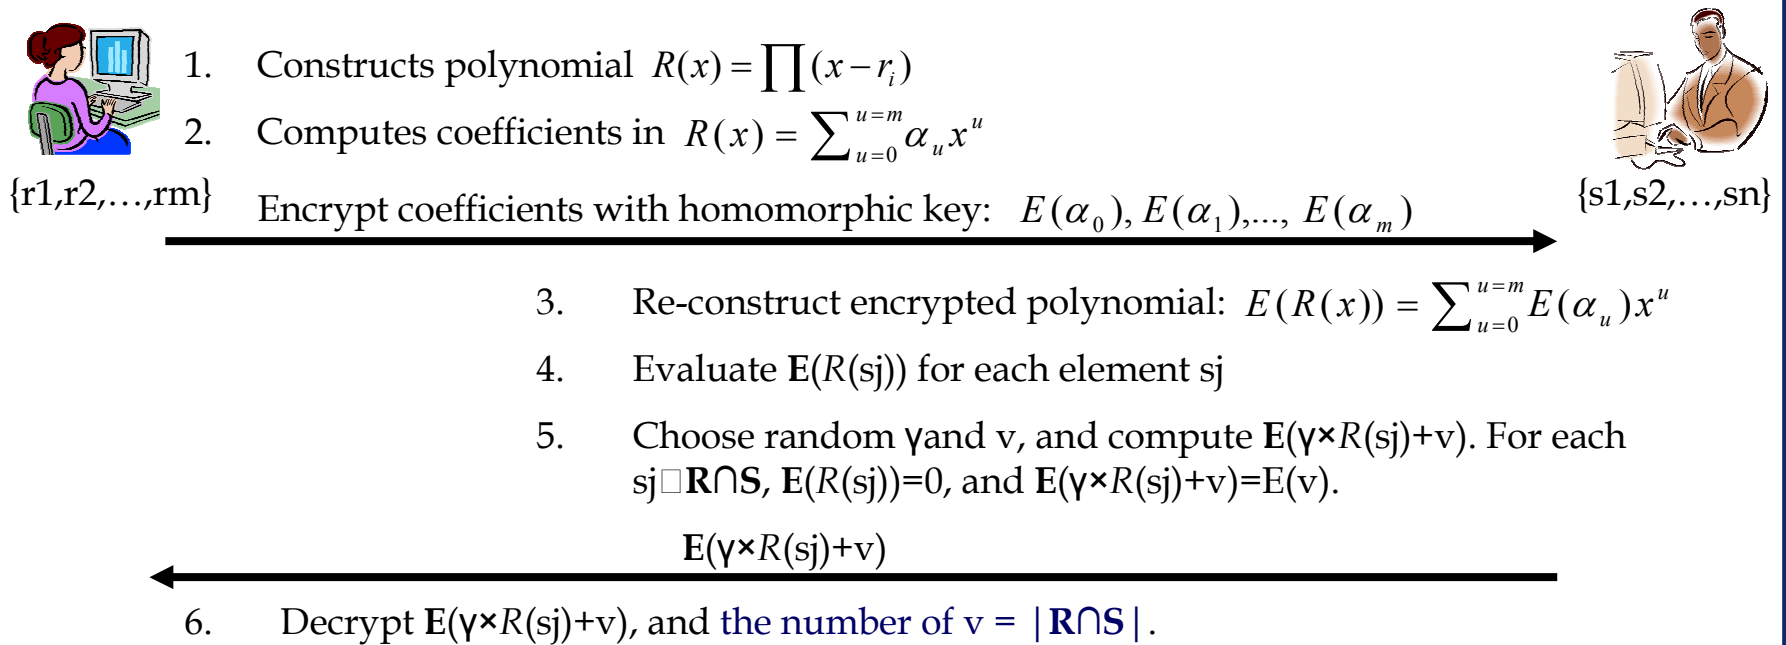 1. Constructs polynomial R(x) = ∏ (x − r_i)
2. Computes coefficients in R(x) = ∑_{u=0}^{u=m} α_u x^u
{r1,r2,…,rm}
{s1,s2,…,sn}
Encrypt coefficients with homomorphic key: E(α_0), E(α_1),..., E(α_m)
3. Re-construct encrypted polynomial: E(R(x)) = ∑_{u=0}^{u=m} E(α_u)x^u
4. Evaluate E(R(sj)) for each element sj
5. Choose random γand v, and compute E(γ×R(sj)+v). For each
sj□R∩S, E(R(sj))=0, and E(γ×R(sj)+v)=E(v).
E(γ×R(sj)+v)
6. Decrypt E(γ×R(sj)+v), and the number of v = |R∩S|.